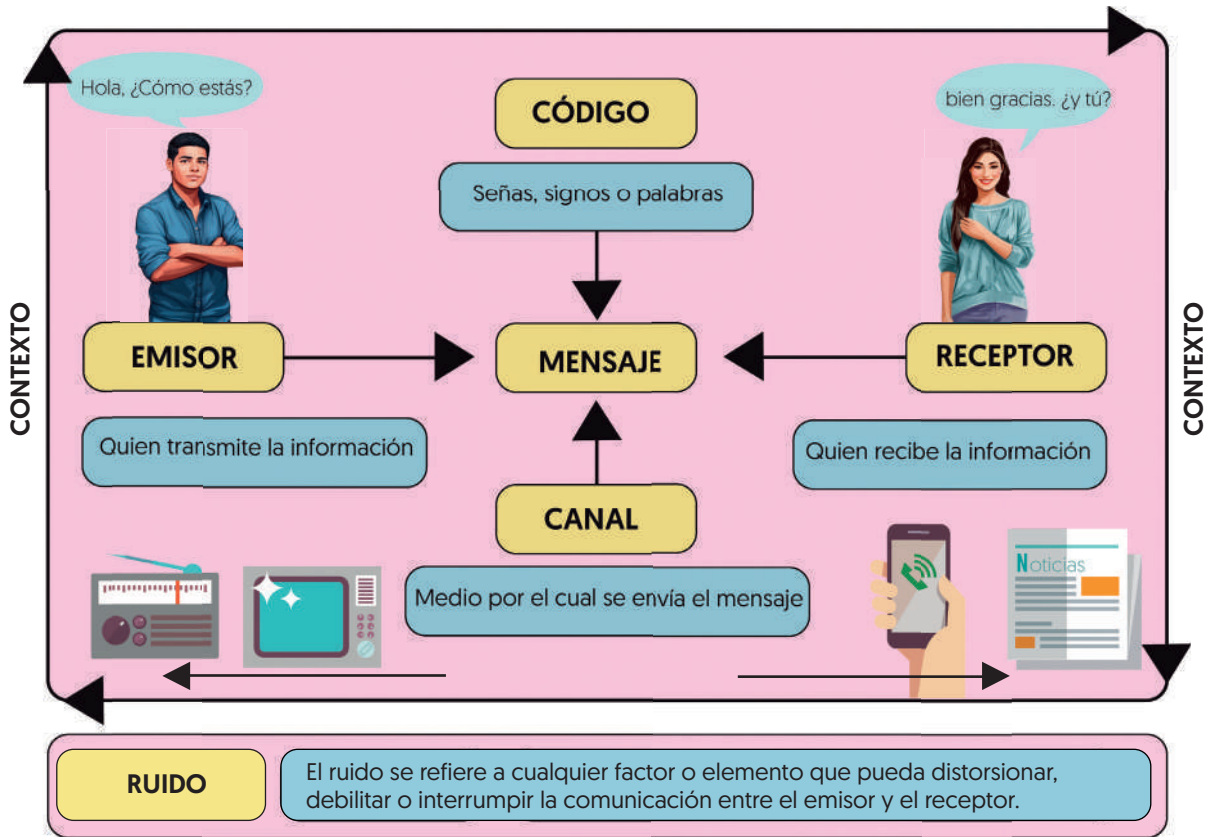 Hola, ¿Cómo estás?
bien gracias. ¿y tú?
CÓDIGO
Señas, signos o palabras
CONTEXTO
EMISOR
MENSAJE
RECEPTOR
CONTEXTO
Quien transmite la información
Quien recibe la información
CANAL
Medio por el cual se envía el mensaje
Noticias
RUIDO
El ruido se refiere a cualquier factor o elemento que pueda distorsionar,
debilitar o interrumpir la comunicación entre el emisor y el receptor.